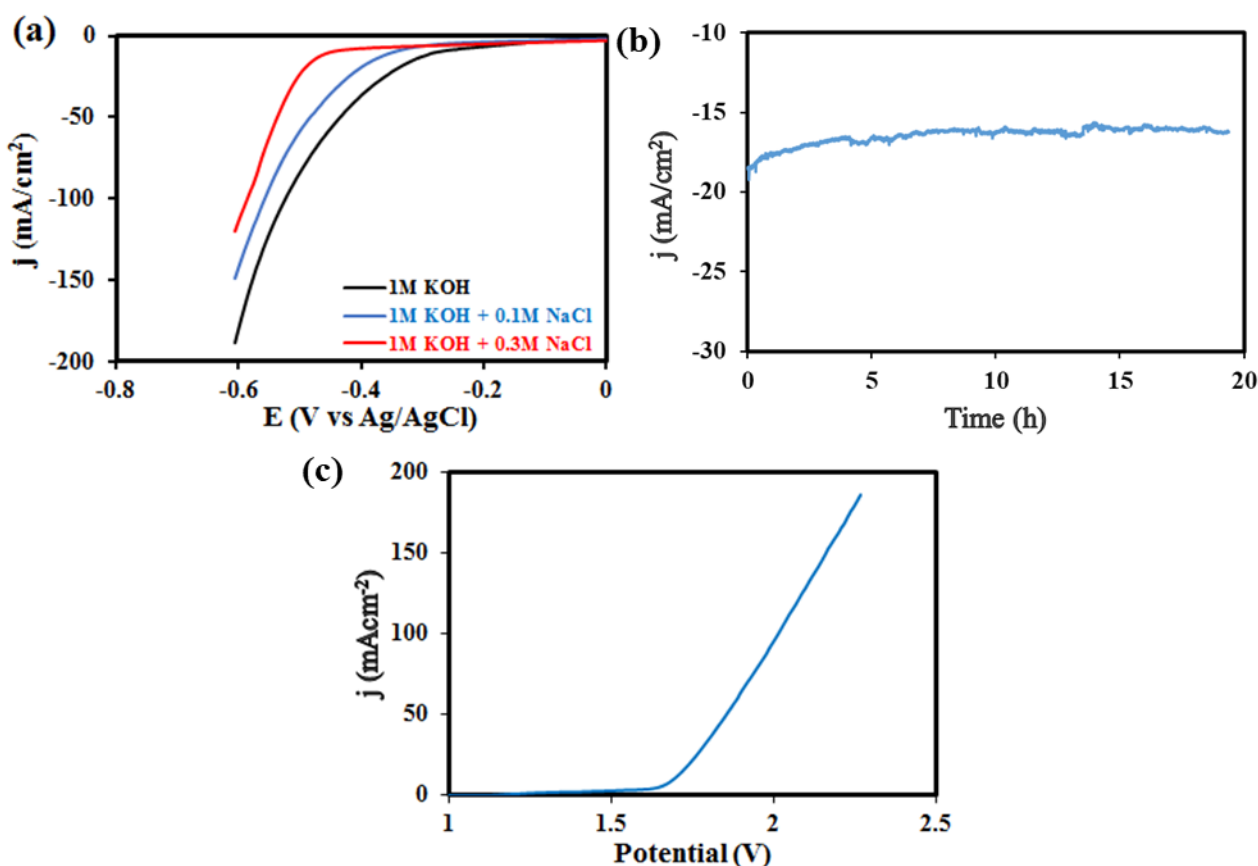 (a)
0
-50
-100
-150
-200
j (mA/cm²)
1M KOH
1M KOH + 0.1M NaCl
1M KOH + 0.3M NaCl
-0.8 -0.6 -0.4 -0.2 0
E (V vs Ag/AgCl)
(b)
-10
-15
-20
-25
-30
j (mA/cm²)
0 5 10 15 20
Time (h)
(c)
200
150
100
50
0
j (mAcm⁻²)
1 1.5 2 2.5
Potential (V)